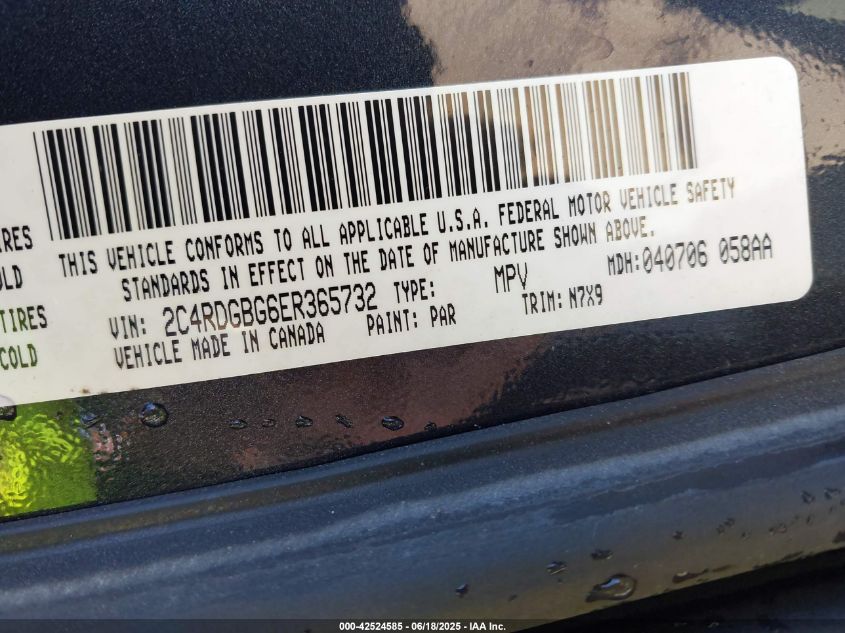 THIS VEHICLE CONFORMS TO ALL APPLICABLE U.S.A. FEDERAL MOTOR VEHICLE SAFETY
STANDARDS IN EFFECT ON THE DATE OF MANUFACTURE SHOWN ABOVE.
VIN: 2C4RDGBG6ER365732 TYPE: MPV MDH:040706 058AA
VEHICLE MADE IN CANADA PAINT: PAR TRIM: N7X9
IRES
OLD
TIRES
COLD
000-42524585 - 06/18/2025 - IAA Inc.